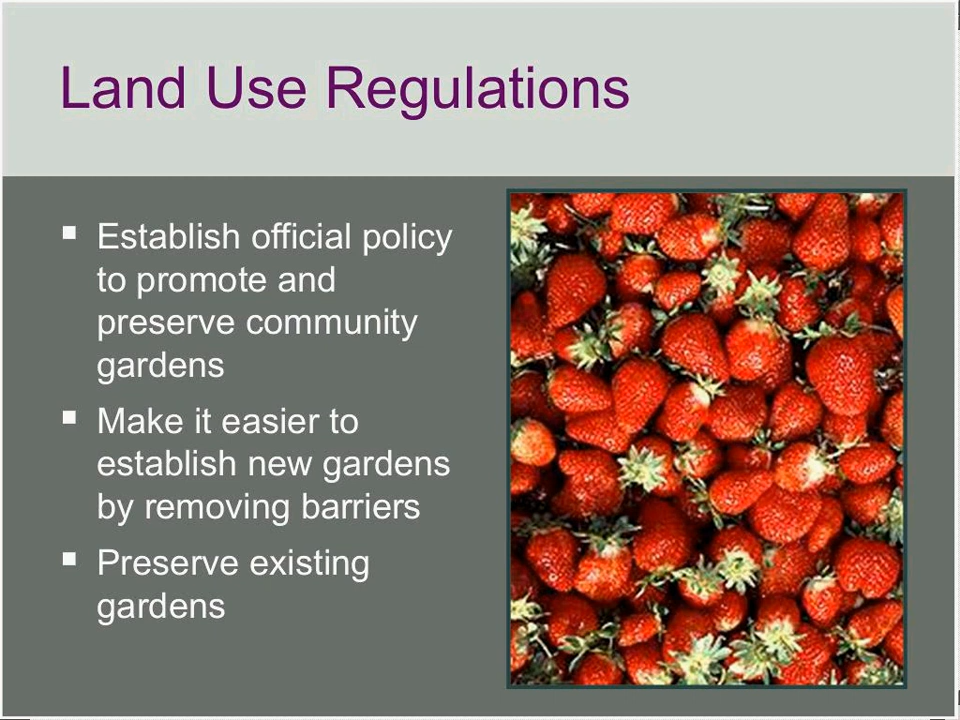 Land Use Regulations
▪ Establish official policy
to promote and
preserve community
gardens
▪ Make it easier to
establish new gardens
by removing barriers
▪ Preserve existing
gardens